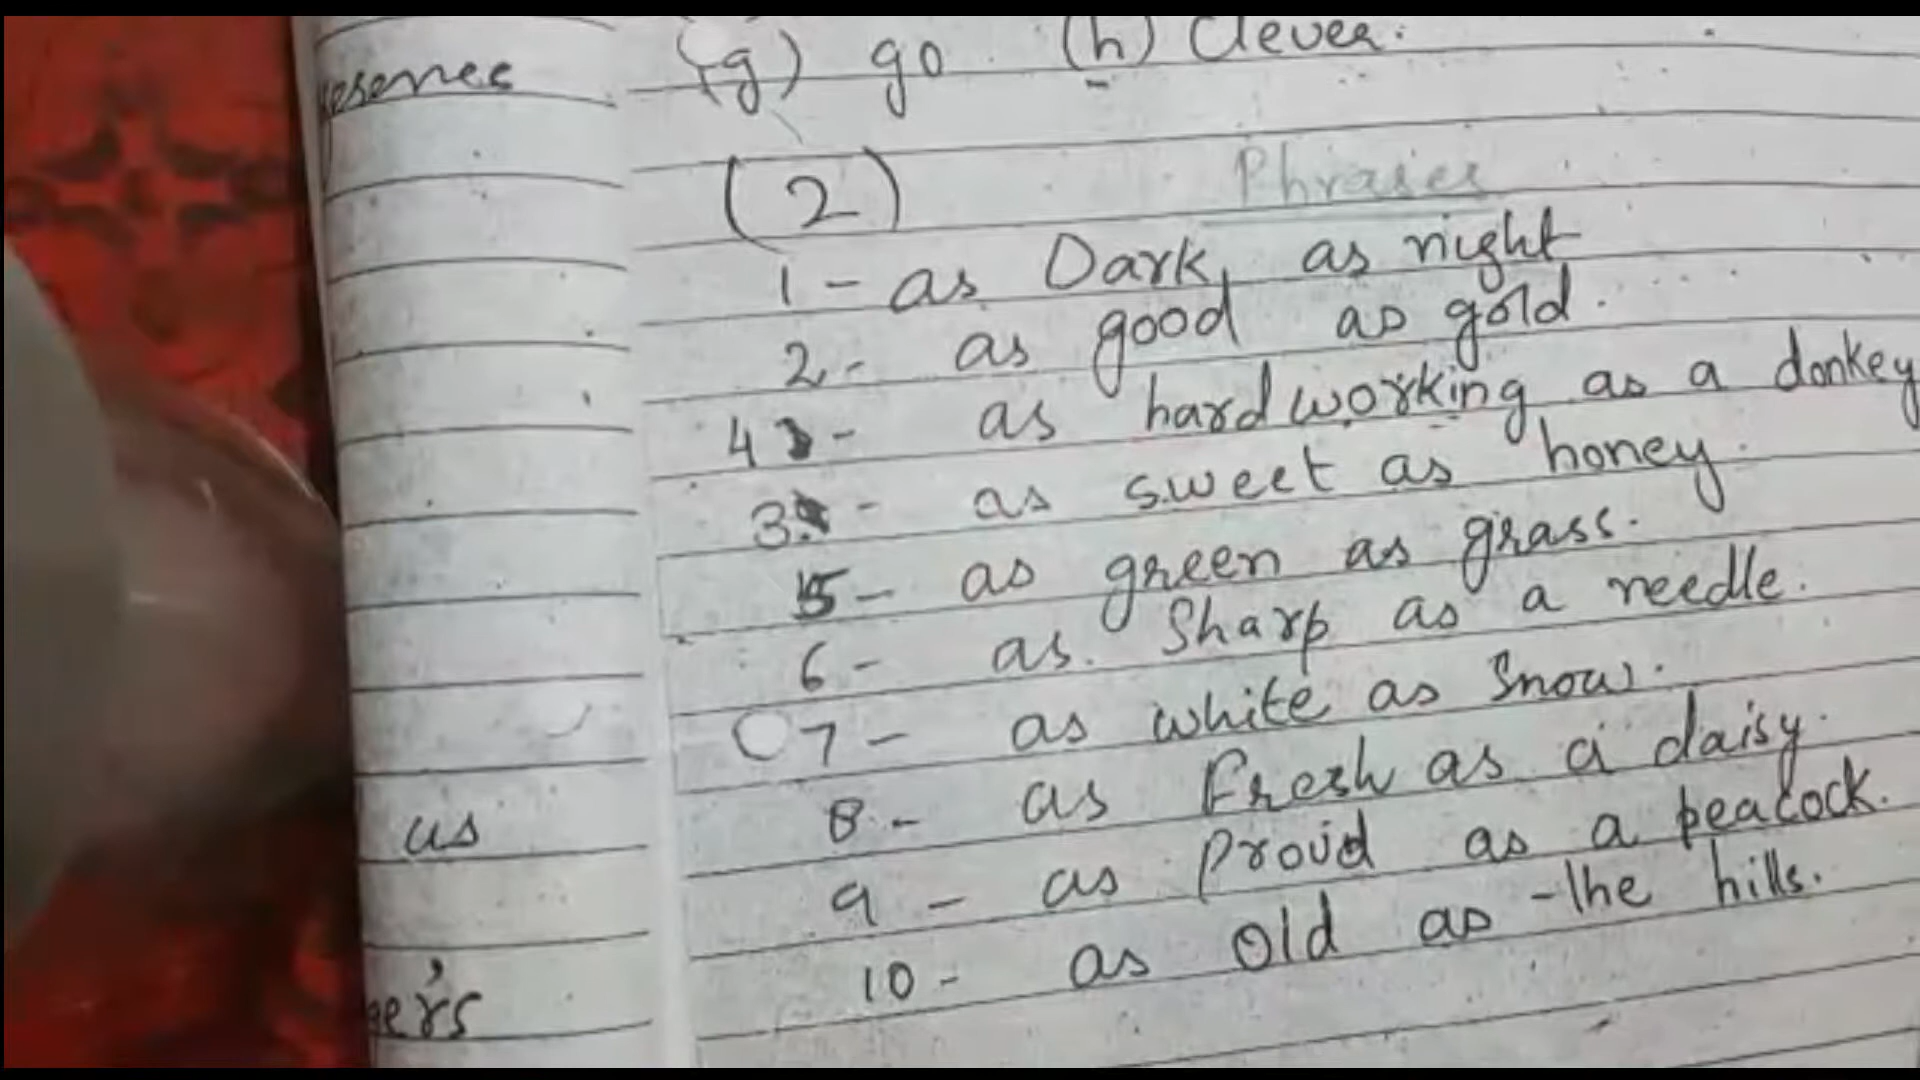 (g) go (h) Clever.
(2) Phrases
1 - as Dark as night
2 - as good as gold.
4 - as hardworking as a donkey
3 - as sweet as honey.
5 - as green as grass.
6 - as Sharp as a needle.
7 - as white as Snow.
8 - as Fresh as a daisy.
9 - as Proud as a peacock.
10 - as Old as the hills.
us